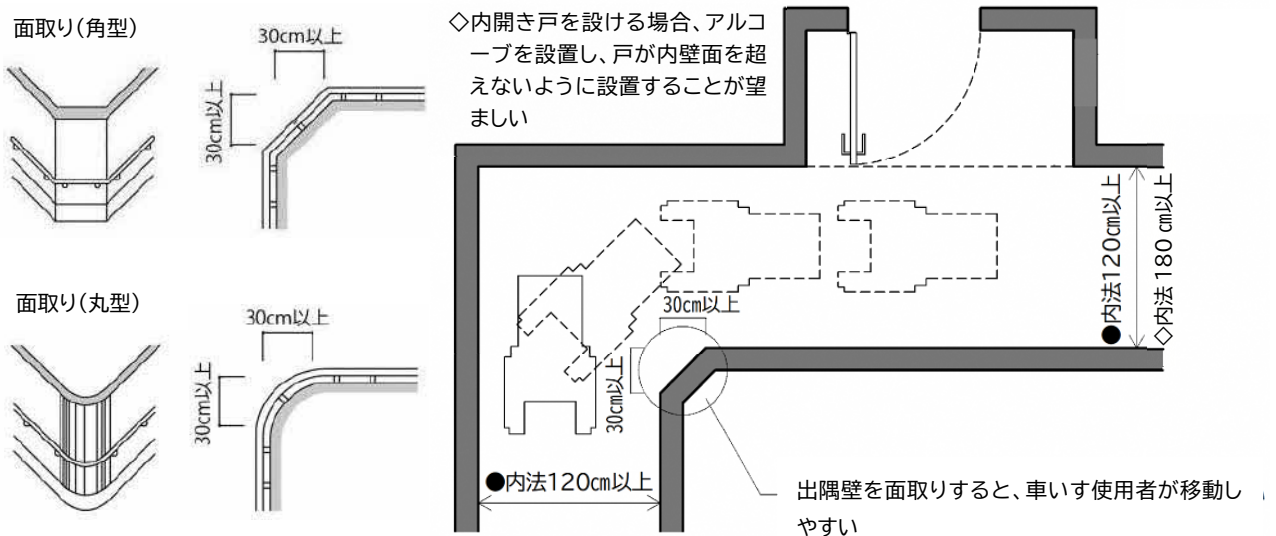 面取り(角型)
30cm以上
30cm以上
面取り(丸型)
30cm以上
30cm以上
◇内開き戸を設ける場合、アルコ
ーブを設置し、戸が内壁面を超
えないように設置することが望
ましい
30㎝以上
30㎝以上
●内法120㎝以上
◇内法180㎝以上
●内法120㎝以上
出隅壁を面取りすると、車いす使用者が移動し
やすい